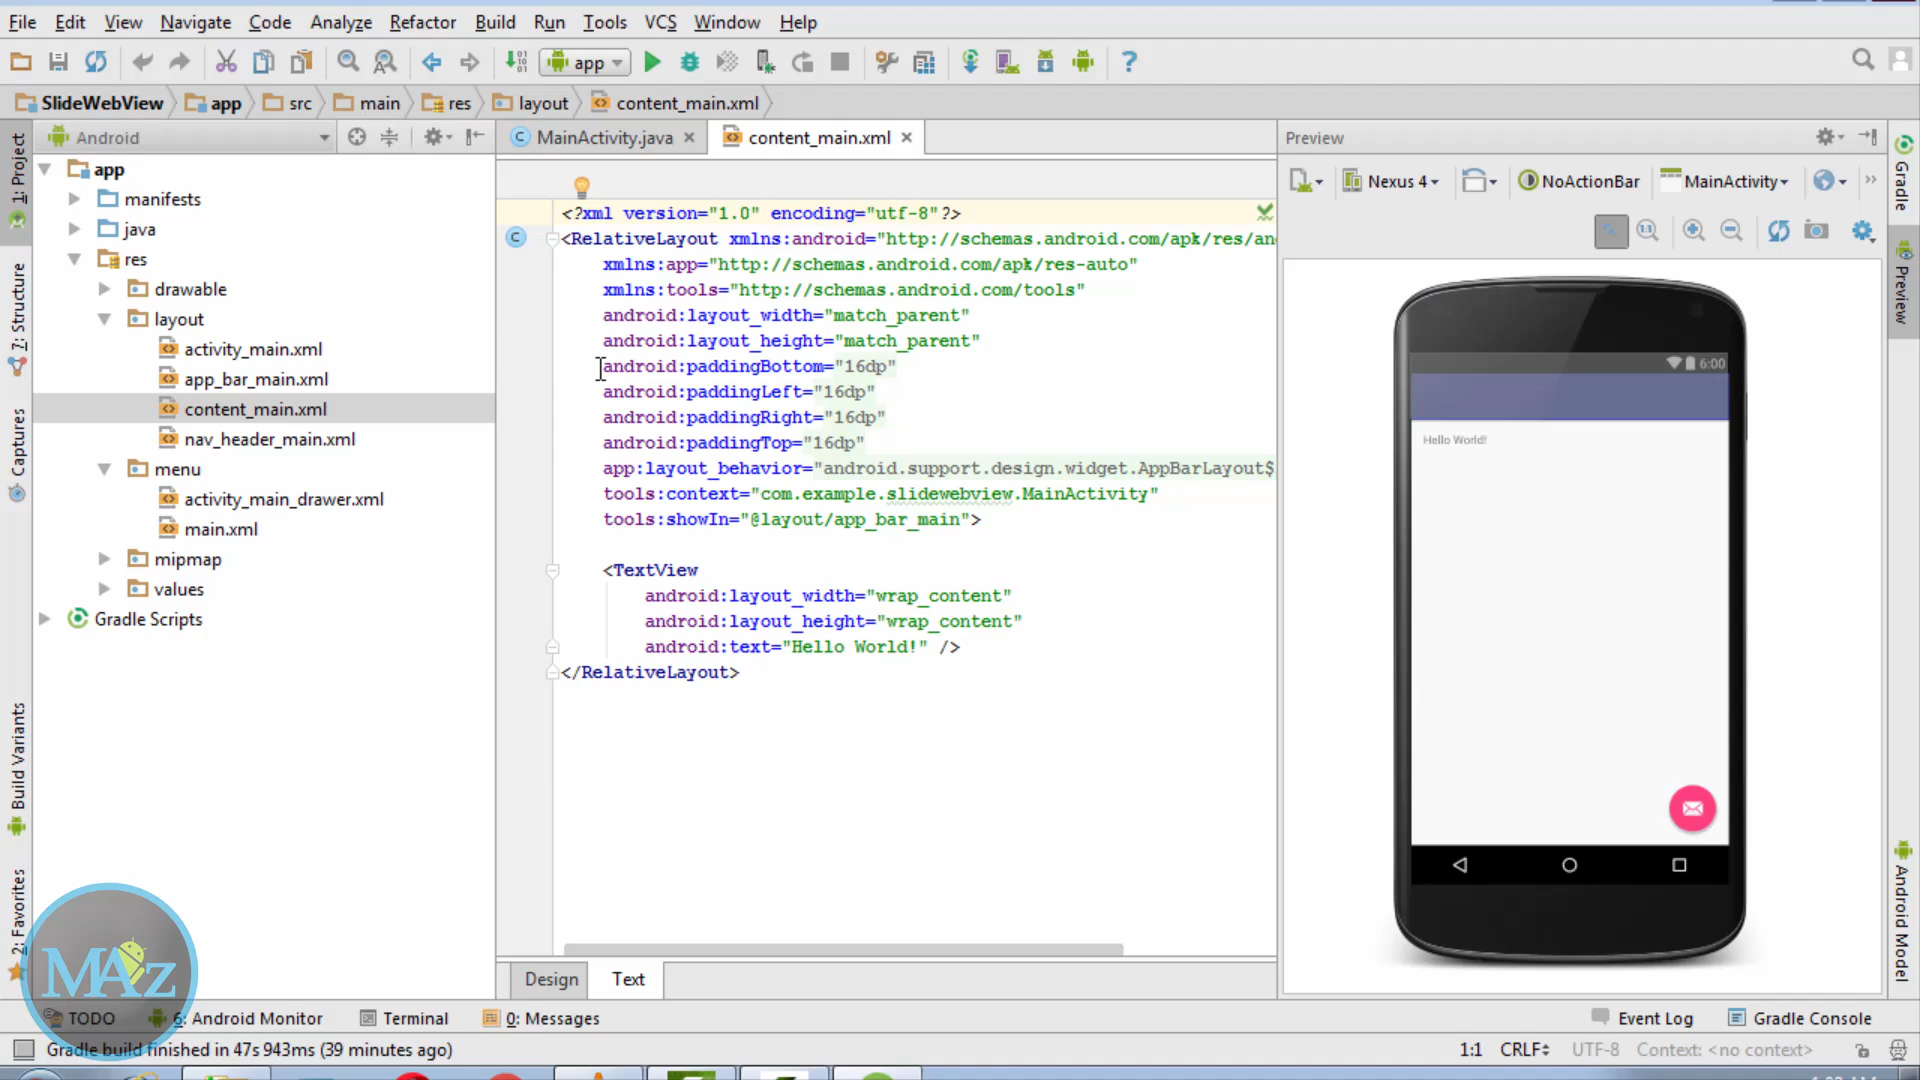 File Edit View Navigate Code Analyze Refactor Build Run Tools VCS Window Help
app
SlideWebView app src main res layout content_main.xml
Android
MainActivity.java content_main.xml
Preview
Nexus 4 NoActionBar MainActivity
1: Project
7: Structure
Captures
Build Variants
2: Favorites
app
manifests
java
res
drawable
layout
activity_main.xml
app_bar_main.xml
content_main.xml
nav_header_main.xml
menu
activity_main_drawer.xml
main.xml
mipmap
values
Gradle Scripts
<?xml version="1.0" encoding="utf-8"?>
<RelativeLayout xmlns:android="http://schemas.android.com/apk/res/an
xmlns:app="http://schemas.android.com/apk/res-auto"
xmlns:tools="http://schemas.android.com/tools"
android:layout_width="match_parent"
android:layout_height="match_parent"
android:paddingBottom="16dp"
android:paddingLeft="16dp"
android:paddingRight="16dp"
android:paddingTop="16dp"
app:layout_behavior="android.support.design.widget.AppBarLayout$
tools:context="com.example.slidewebview.MainActivity"
tools:showIn="@layout/app_bar_main">
<TextView
android:layout_width="wrap_content"
android:layout_height="wrap_content"
android:text="Hello World!" />
</RelativeLayout>
6:00
Hello World!
Gradle
Preview
Android Model
Design Text
MAz
TODO 6: Android Monitor Terminal 0: Messages Event Log Gradle Console
Gradle build finished in 47s 943ms (39 minutes ago) 1:1 CRLF UTF-8 Context: <no context>